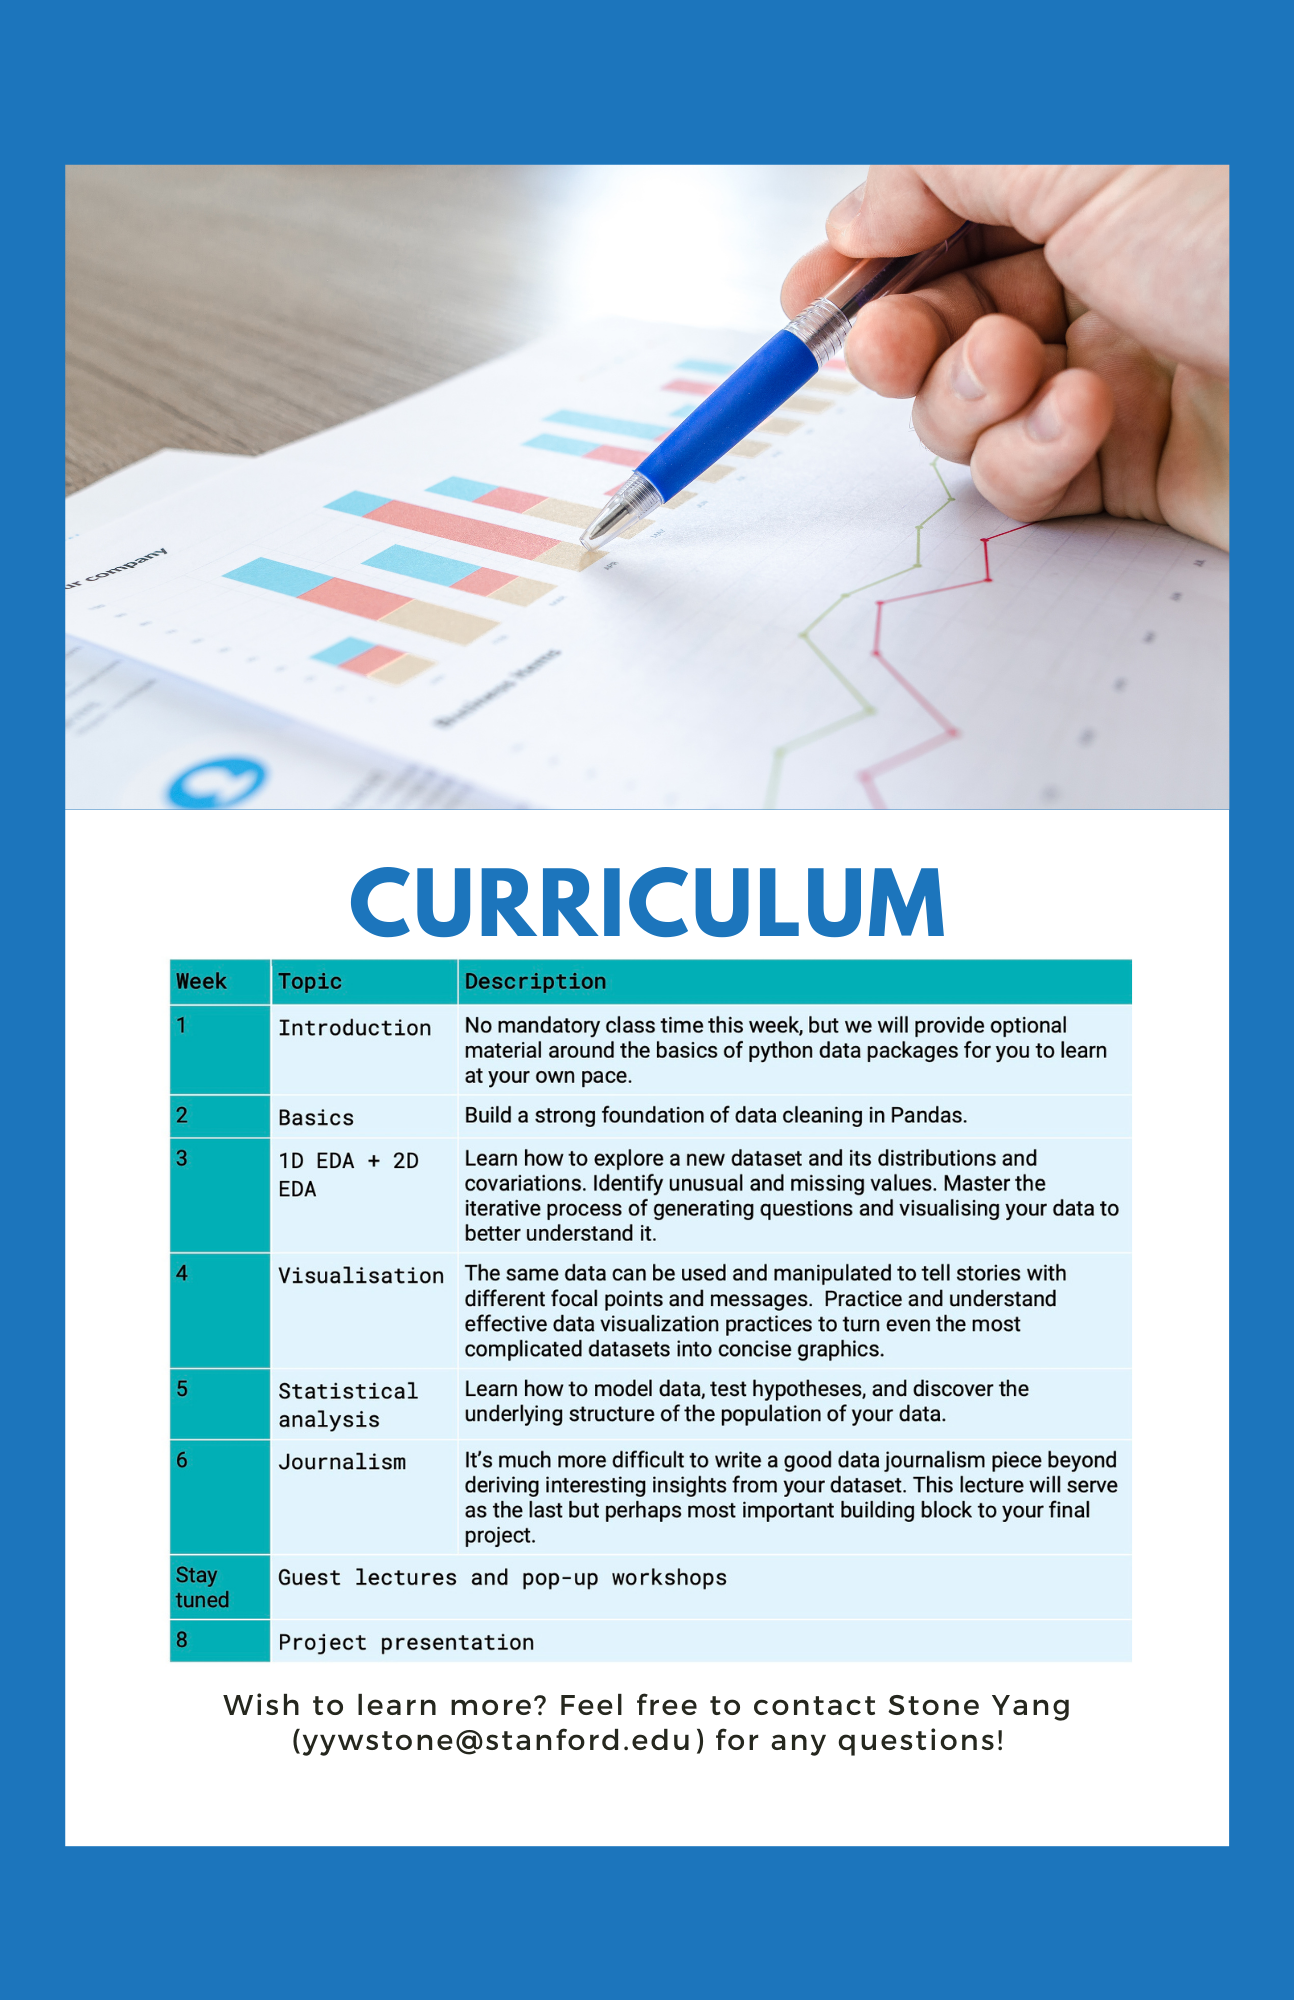 ur company
Business Items
APR
CURRICULUM
Week Topic Description
1 Introduction No mandatory class time this week, but we will provide optional
material around the basics of python data packages for you to learn
at your own pace.
2 Basics Build a strong foundation of data cleaning in Pandas.
3 1D EDA + 2D Learn how to explore a new dataset and its distributions and
EDA covariations. Identify unusual and missing values. Master the
iterative process of generating questions and visualising your data to
better understand it.
4 Visualisation The same data can be used and manipulated to tell stories with
different focal points and messages.  Practice and understand
effective data visualization practices to turn even the most
complicated datasets into concise graphics.
5 Statistical Learn how to model data, test hypotheses, and discover the
analysis underlying structure of the population of your data.
6 Journalism It’s much more difficult to write a good data journalism piece beyond
deriving interesting insights from your dataset. This lecture will serve
as the last but perhaps most important building block to your final
project.
Stay Guest lectures and pop-up workshops
tuned
8 Project presentation
Wish to learn more? Feel free to contact Stone Yang
(yywstone@stanford.edu) for any questions!